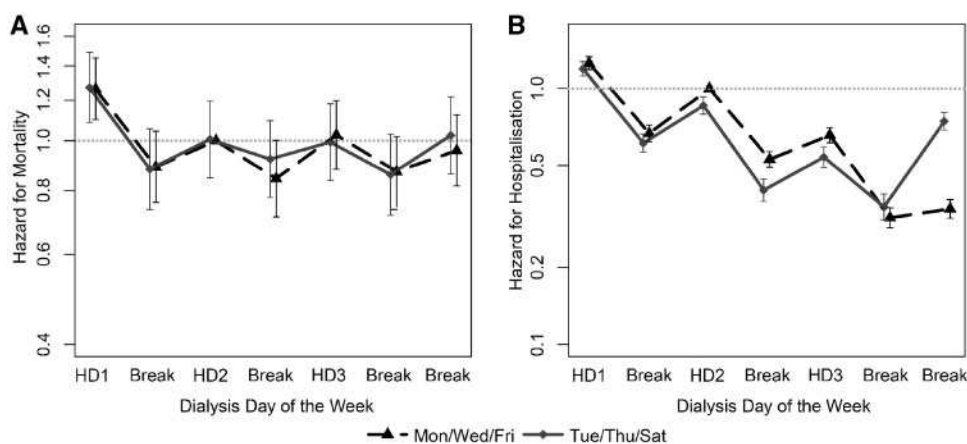 A
Hazard for Mortality
1.6
1.4
1.2
1.0
0.8
0.6
0.4
HD1 Break HD2 Break HD3 Break Break
Dialysis Day of the Week
B
Hazard for Hospitalisation
1.0
0.5
0.2
0.1
HD1 Break HD2 Break HD3 Break Break
Dialysis Day of the Week
Mon/Wed/Fri Tue/Thu/Sat